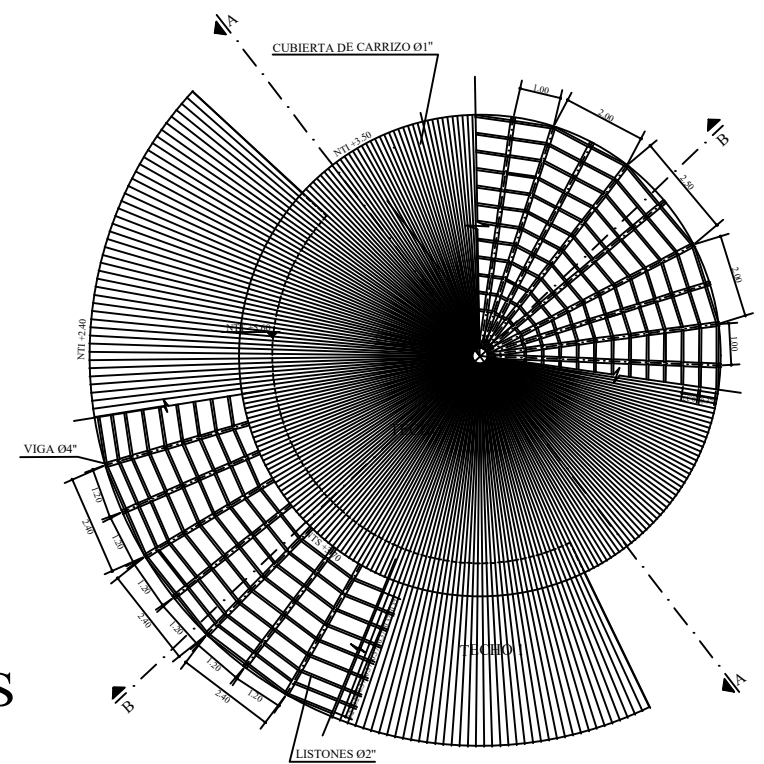 A
CUBIERTA DE CARRIZO Ø1"
1.00
2.00
B
NTI +3.50
2.50
2.00
NTI +2.40
1.00
VIGA Ø4"
1.20
2.40
1.20
1.20
2.40
1.20
TECHO 1
1.20
2.40
1.20
S
B
A
LISTONES Ø2"